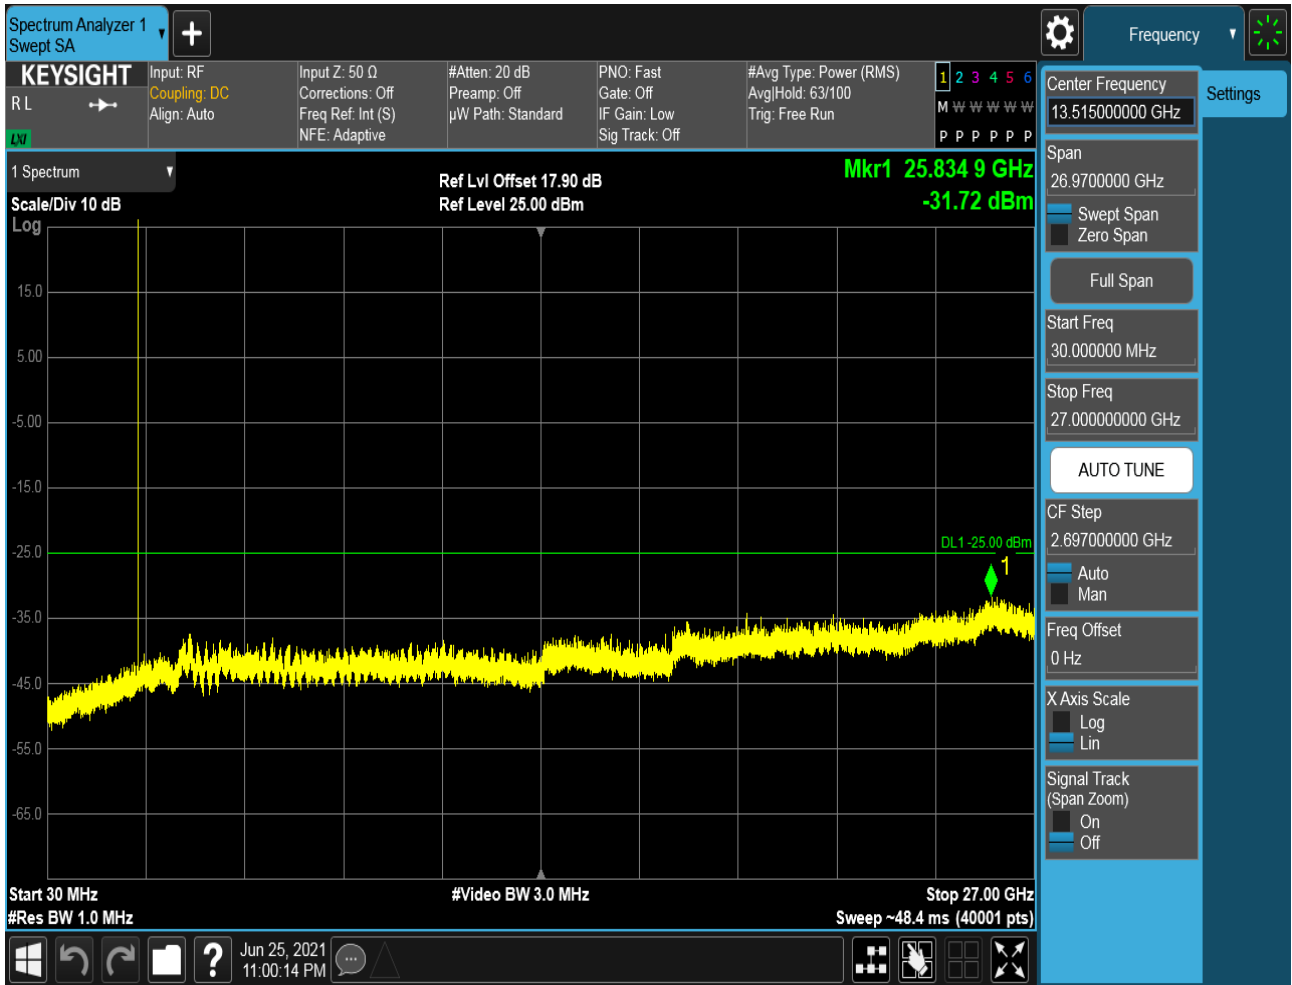 Spectrum Analyzer 1
Swept SA
Frequency
KEYSIGHT
R L
LXI
Input: RF
Coupling: DC
Align: Auto
Input Z: 50 Ω
Corrections: Off
Freq Ref: Int (S)
NFE: Adaptive
#Atten: 20 dB
Preamp: Off
µW Path: Standard
PNO: Fast
Gate: Off
IF Gain: Low
Sig Track: Off
#Avg Type: Power (RMS)
Avg|Hold: 63/100
Trig: Free Run
1 2 3 4 5 6
M W W W W W
P P P P P P
1 Spectrum
Scale/Div 10 dB
Log
Ref Lvl Offset 17.90 dB
Ref Level 25.00 dBm
Mkr1 25.834 9 GHz
-31.72 dBm
15.0
5.00
-5.00
-15.0
-25.0
-35.0
-45.0
-55.0
-65.0
DL1 -25.00 dBm
1
Start 30 MHz
#Res BW 1.0 MHz
#Video BW 3.0 MHz
Stop 27.00 GHz
Sweep ~48.4 ms (40001 pts)
Center Frequency
13.515000000 GHz
Settings
Span
26.9700000 GHz
Swept Span
Zero Span
Full Span
Start Freq
30.000000 MHz
Stop Freq
27.000000000 GHz
AUTO TUNE
CF Step
2.697000000 GHz
Auto
Man
Freq Offset
0 Hz
X Axis Scale
Log
Lin
Signal Track
(Span Zoom)
On
Off
?
Jun 25, 2021
11:00:14 PM